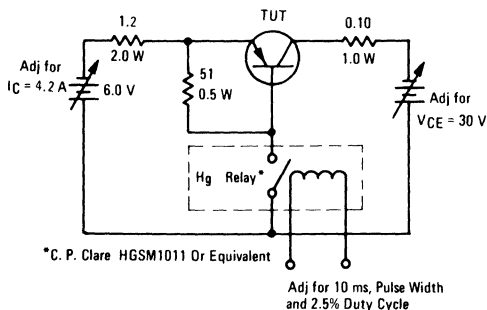 TUT
1.2
2.0 W
0.10
1.0 W
Adj for
IC = 4.2 A
6.0 V
51
0.5 W
Adj for
VCE = 30 V
Hg Relay*
*C. P. Clare HGSM1011 Or Equivalent
Adj for 10 ms, Pulse Width
and 2.5% Duty Cycle